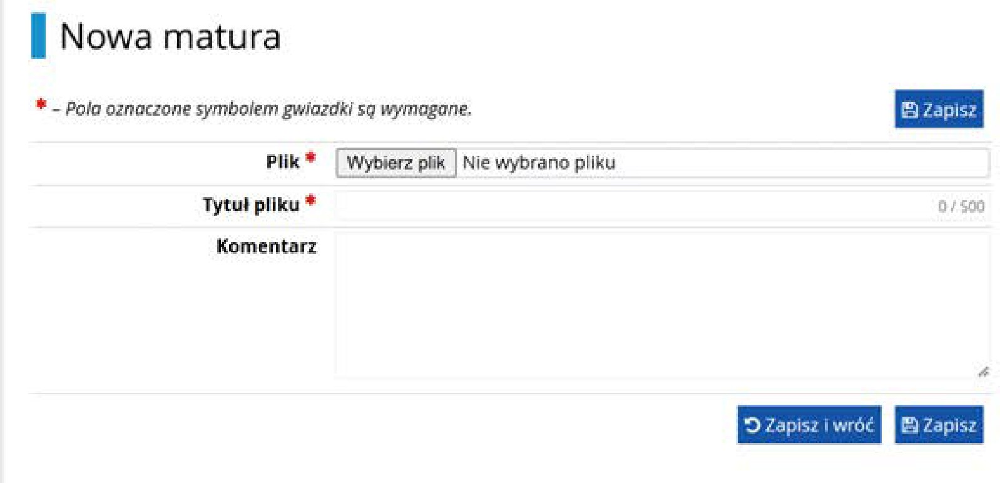 Nowa matura
* – Pola oznaczone symbolem gwiazdki są wymagane.
Zapisz
Plik *
Wybierz plik Nie wybrano pliku
Tytuł pliku *
0 / 500
Komentarz
Zapisz i wróć
Zapisz